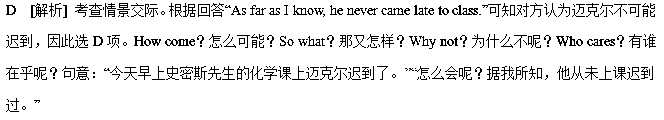 D [解析] 考查情景交际。根据回答“As far as I know, he never came late to class.”可知对方认为迈克尔不可能
迟到，因此选 D 项。How come？怎么可能？So what？那又怎样？Why not？为什么不呢？Who cares？有谁
在乎呢？句意：“今天早上史密斯先生的化学课上迈克尔迟到了。”“怎么会呢？据我所知，他从未上课迟到
过。”